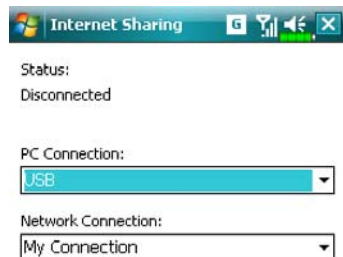 Internet Sharing G
Status:
Disconnected
PC Connection:
USB
Network Connection:
My Connection